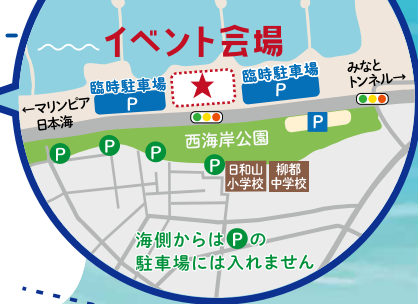 イベント会場
臨時駐車場
P
臨時駐車場
P
みなと
トンネル→
←マリンピア
日本海
西海岸公園
P
P
P
P
P
日和山
小学校
柳都
中学校
海側からはPの
駐車場には入れません